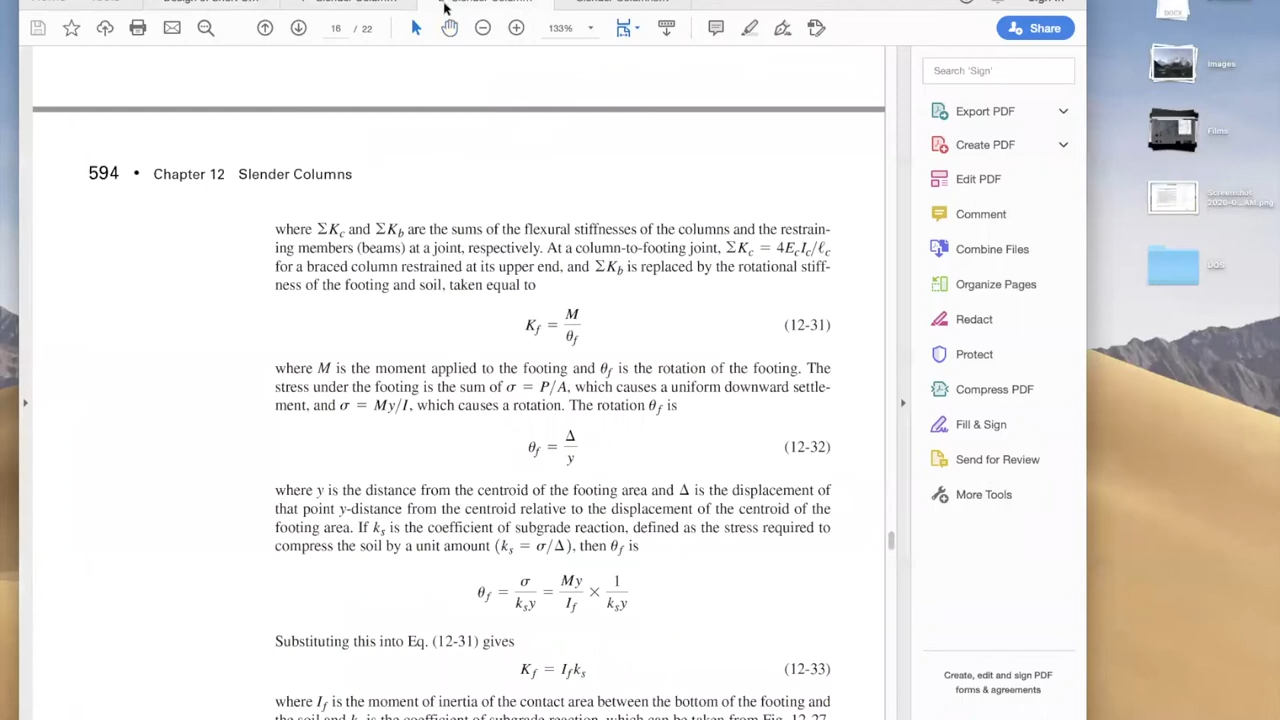 16 / 22
133%
Share
Search 'Sign'
Export PDF
Create PDF
Edit PDF
Comment
Combine Files
Organize Pages
Redact
Protect
Compress PDF
Fill & Sign
Send for Review
More Tools
Create, edit and sign PDF
forms & agreements
DOCX
Images
Films
Screenshot
594 • Chapter 12 Slender Columns
where ΣK_c and ΣK_b are the sums of the flexural stiffnesses of the columns and the restrain-
ing members (beams) at a joint, respectively. At a column-to-footing joint, ΣK_c = 4E_cI_c/ℓ_c
for a braced column restrained at its upper end, and ΣK_b is replaced by the rotational stiff-
ness of the footing and soil, taken equal to
K_f = M/θ_f (12-31)
where M is the moment applied to the footing and θ_f is the rotation of the footing. The
stress under the footing is the sum of σ = P/A, which causes a uniform downward settle-
ment, and σ = My/I, which causes a rotation. The rotation θ_f is
θ_f = Δ/y (12-32)
where y is the distance from the centroid of the footing area and Δ is the displacement of
that point y-distance from the centroid relative to the displacement of the centroid of the
footing area. If k_s is the coefficient of subgrade reaction, defined as the stress required to
compress the soil by a unit amount (k_s = σ/Δ), then θ_f is
θ_f = σ/k_sy = My/I_f × 1/k_sy
Substituting this into Eq. (12-31) gives
K_f = I_fk_s (12-33)
where I_f is the moment of inertia of the contact area between the bottom of the footing and